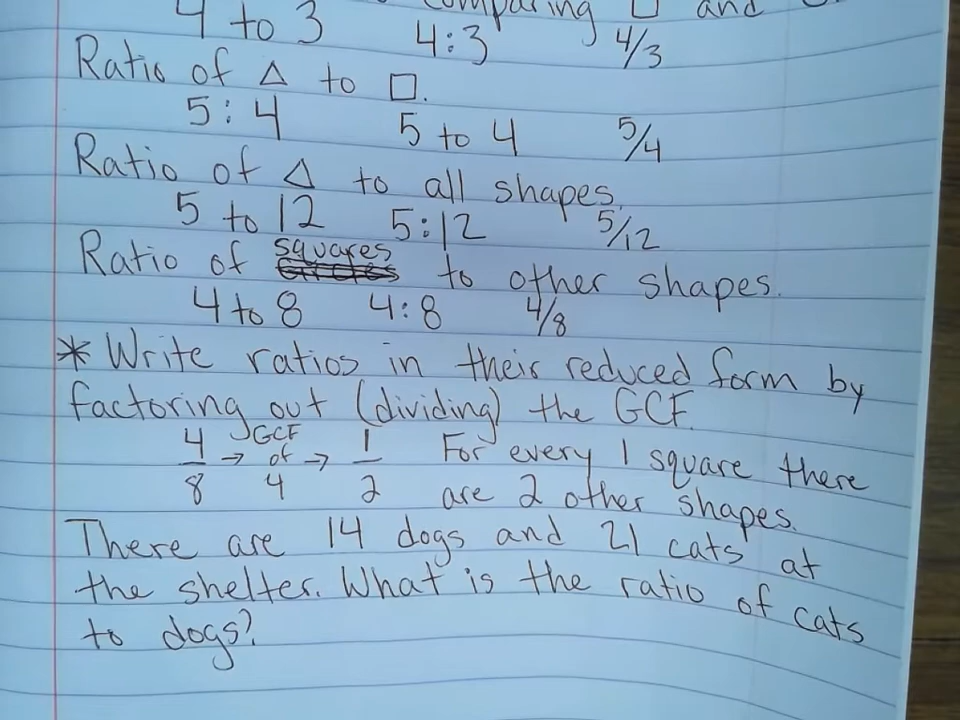 4 to 3 4:3 4/3
comparing □ and
Ratio of △ to □.
5:4 5 to 4 5/4
Ratio of △ to all shapes.
5 to 12 5:12 5/12
Ratio of squares to other shapes.
4 to 8 4:8 4/8
* Write ratios in their reduced form by
factoring out (dividing) the GCF.
4/8 → GCF of 4 → 1/2 For every 1 square there
are 2 other shapes.
There are 14 dogs and 21 cats at
the shelter. What is the ratio of cats
to dogs?